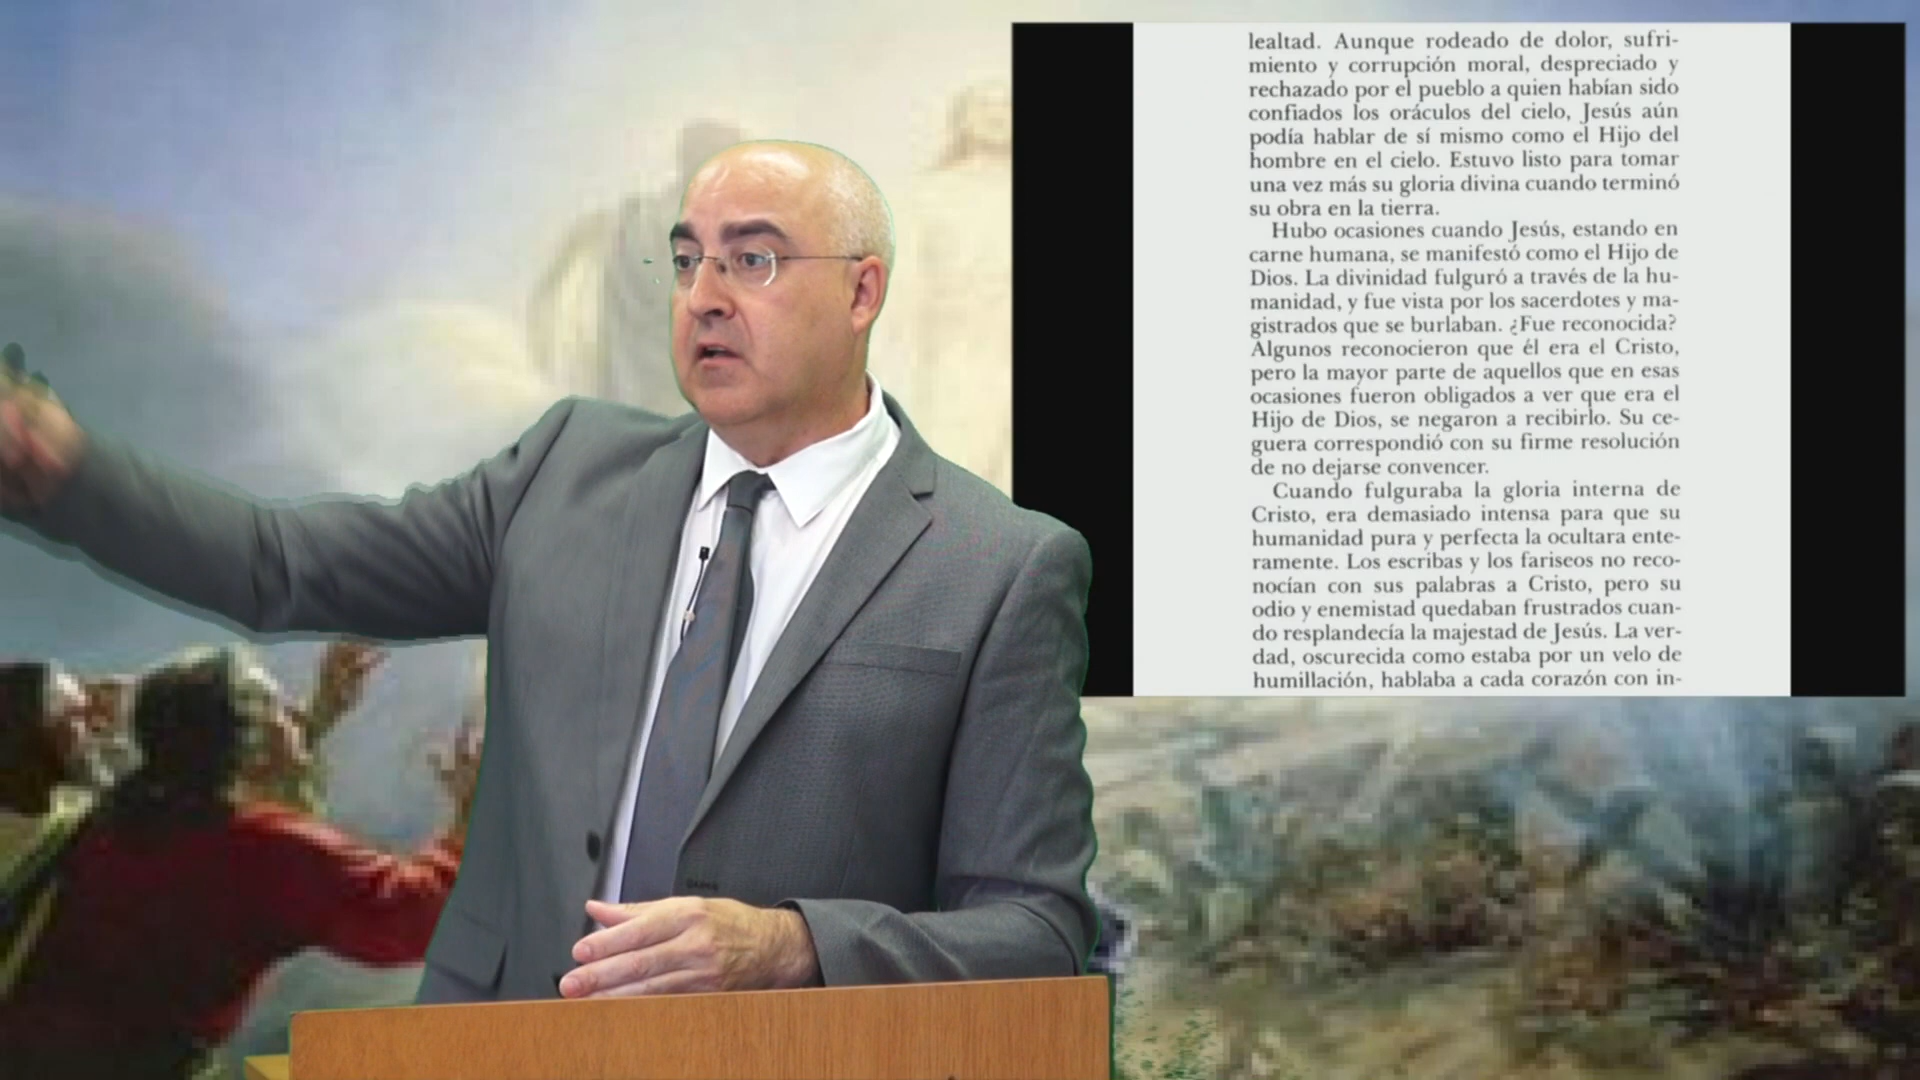 lealtad. Aunque rodeado de dolor, sufri-
miento y corrupción moral, despreciado y
rechazado por el pueblo a quien habían sido
confiados los oráculos del cielo, Jesús aún
podía hablar de sí mismo como el Hijo del
hombre en el cielo. Estuvo listo para tomar
una vez más su gloria divina cuando terminó
su obra en la tierra.
Hubo ocasiones cuando Jesús, estando en
carne humana, se manifestó como el Hijo de
Dios. La divinidad fulguró a través de la hu-
manidad, y fue vista por los sacerdotes y ma-
gistrados que se burlaban. ¿Fue reconocida?
Algunos reconocieron que él era el Cristo,
pero la mayor parte de aquellos que en esas
ocasiones fueron obligados a ver que era el
Hijo de Dios, se negaron a recibirlo. Su ce-
guera correspondió con su firme resolución
de no dejarse convencer.
Cuando fulguraba la gloria interna de
Cristo, era demasiado intensa para que su
humanidad pura y perfecta la ocultara ente-
ramente. Los escribas y los fariseos no reco-
nocían con sus palabras a Cristo, pero su
odio y enemistad quedaban frustrados cuan-
do resplandecía la majestad de Jesús. La ver-
dad, oscurecida como estaba por un velo de
humillación, hablaba a cada corazón con in-